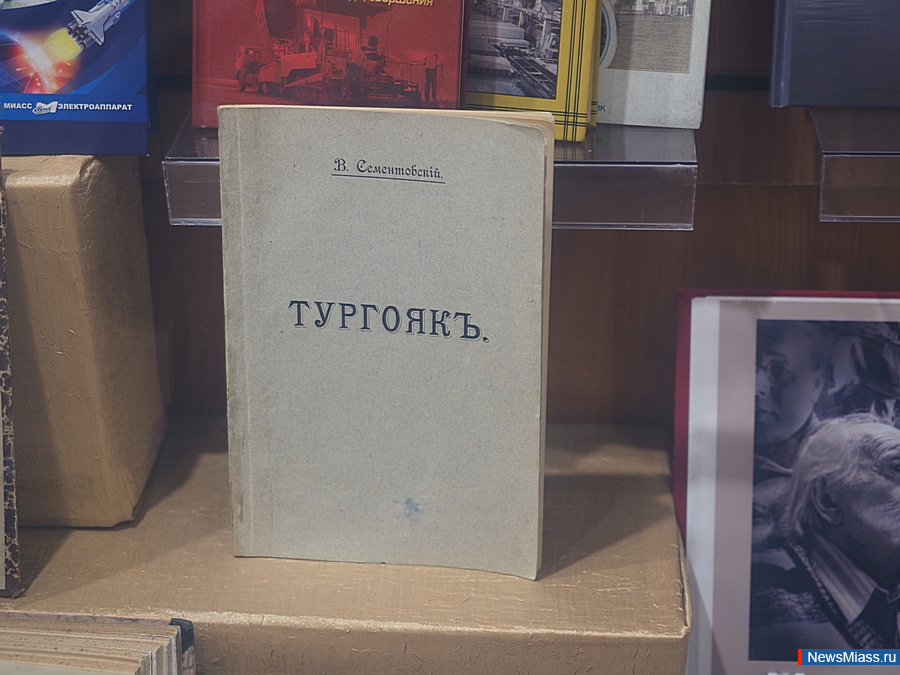 МИАСС ЭЛЕКТРОАППАРАТ
В. Сементовскій.
ТУРГОЯКЪ.
NewsMiass.ru